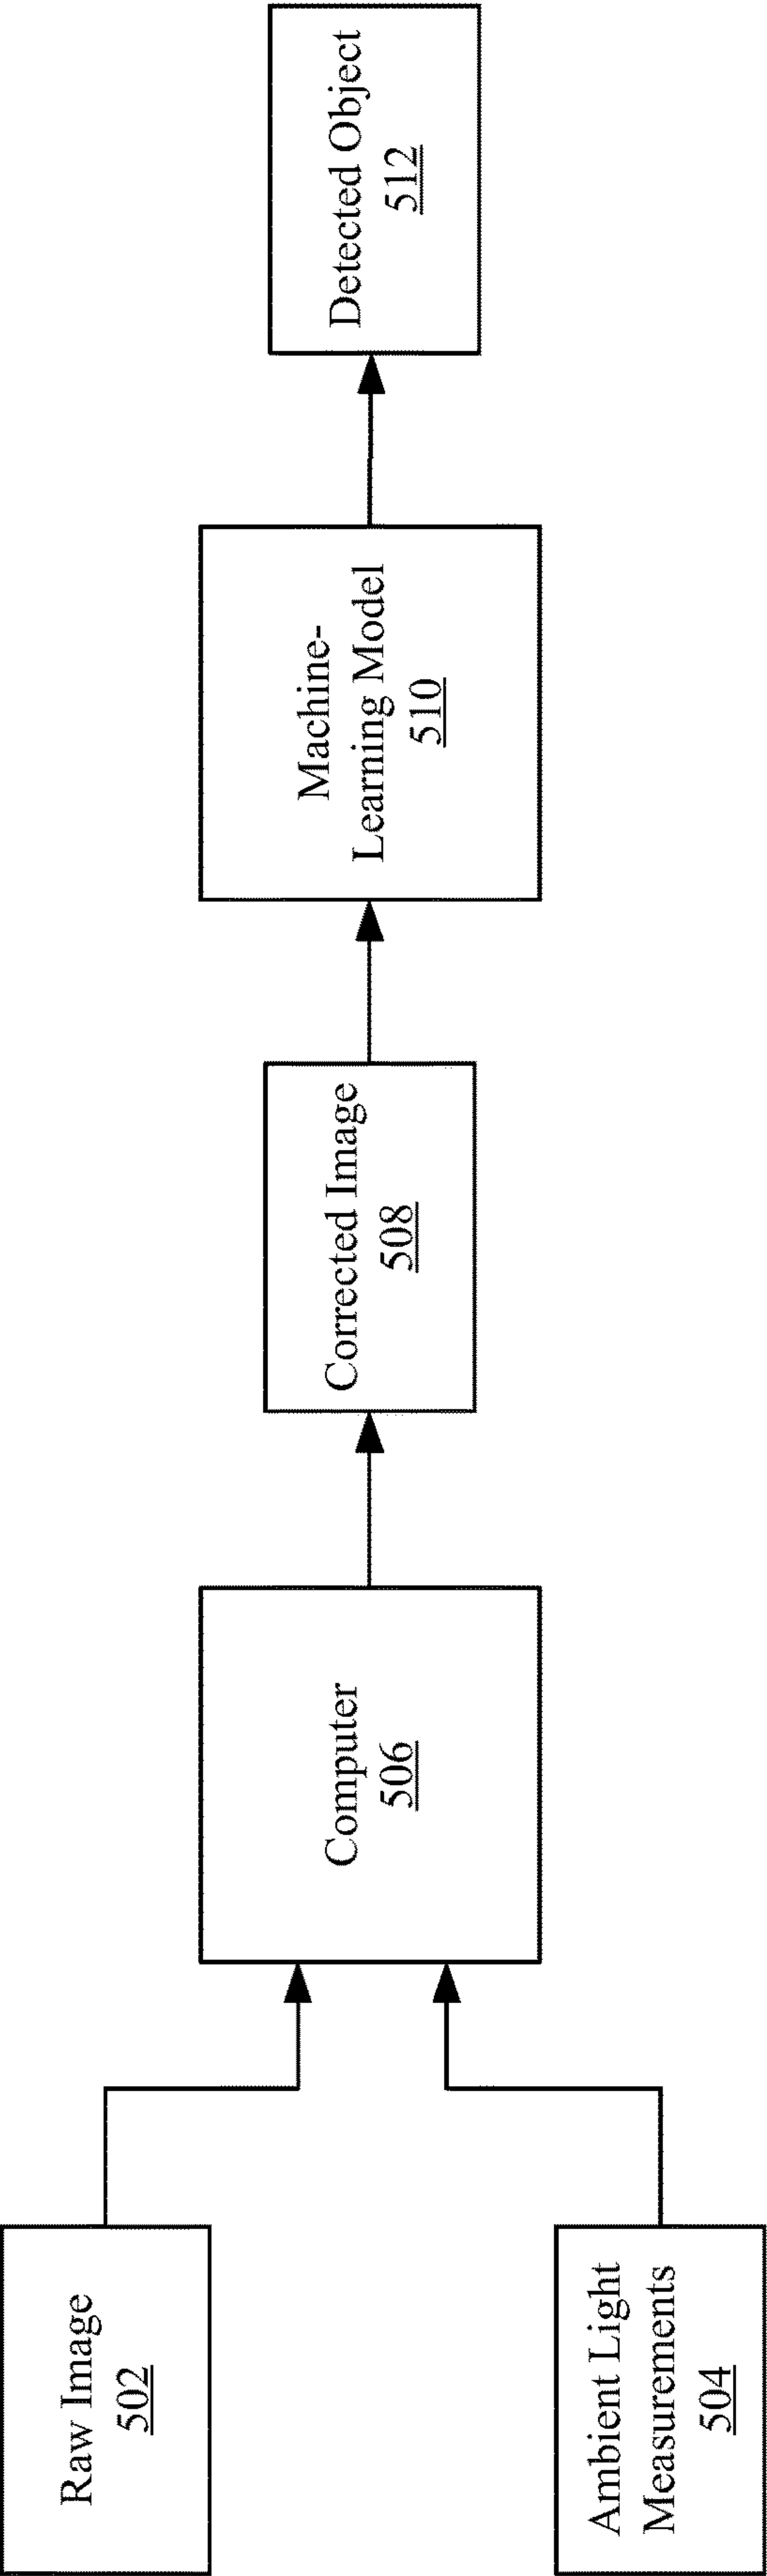 Raw Image
502
Ambient Light
Measurements
504
Computer
506
Corrected Image
508
Machine-
Learning Model
510
Detected Object
512